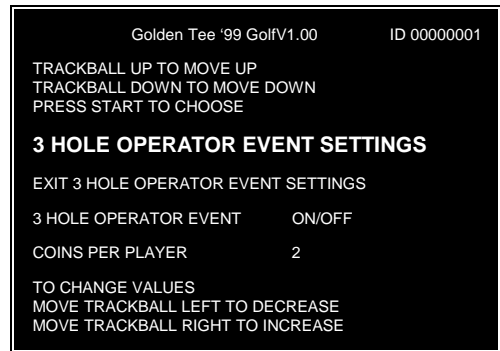 Golden Tee ‘99 GolfV1.00 ID 00000001
TRACKBALL UP TO MOVE UP
TRACKBALL DOWN TO MOVE DOWN
PRESS START TO CHOOSE
3 HOLE OPERATOR EVENT SETTINGS
EXIT 3 HOLE OPERATOR EVENT SETTINGS
3 HOLE OPERATOR EVENT ON/OFF
COINS PER PLAYER 2
TO CHANGE VALUES
MOVE TRACKBALL LEFT TO DECREASE
MOVE TRACKBALL RIGHT TO INCREASE